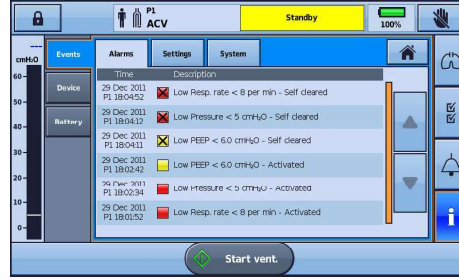 P1
ACV
Standby
100%
---
cmH₂O
60
50
40
30
20
10
0
Events
Device
Battery
Alarms
Settings
System
Time Description
29 Dec 2011
P1 18:04:52
Low Resp. rate < 8 per min - Self cleared
29 Dec 2011
P1 18:04:12
Low Pressure < 5 cmH₂O - Self cleared
29 Dec 2011
P1 18:04:11
Low PEEP < 6.0 cmH₂O - Self cleared
29 Dec 2011
P1 18:02:42
Low PEEP < 6.0 cmH₂O - Activated
29 Dec 2011
P1 18:02:34
Low Pressure < 5 cmH₂O - Activated
29 Dec 2011
P1 18:01:52
Low Resp. rate < 8 per min - Activated
i
Start vent.